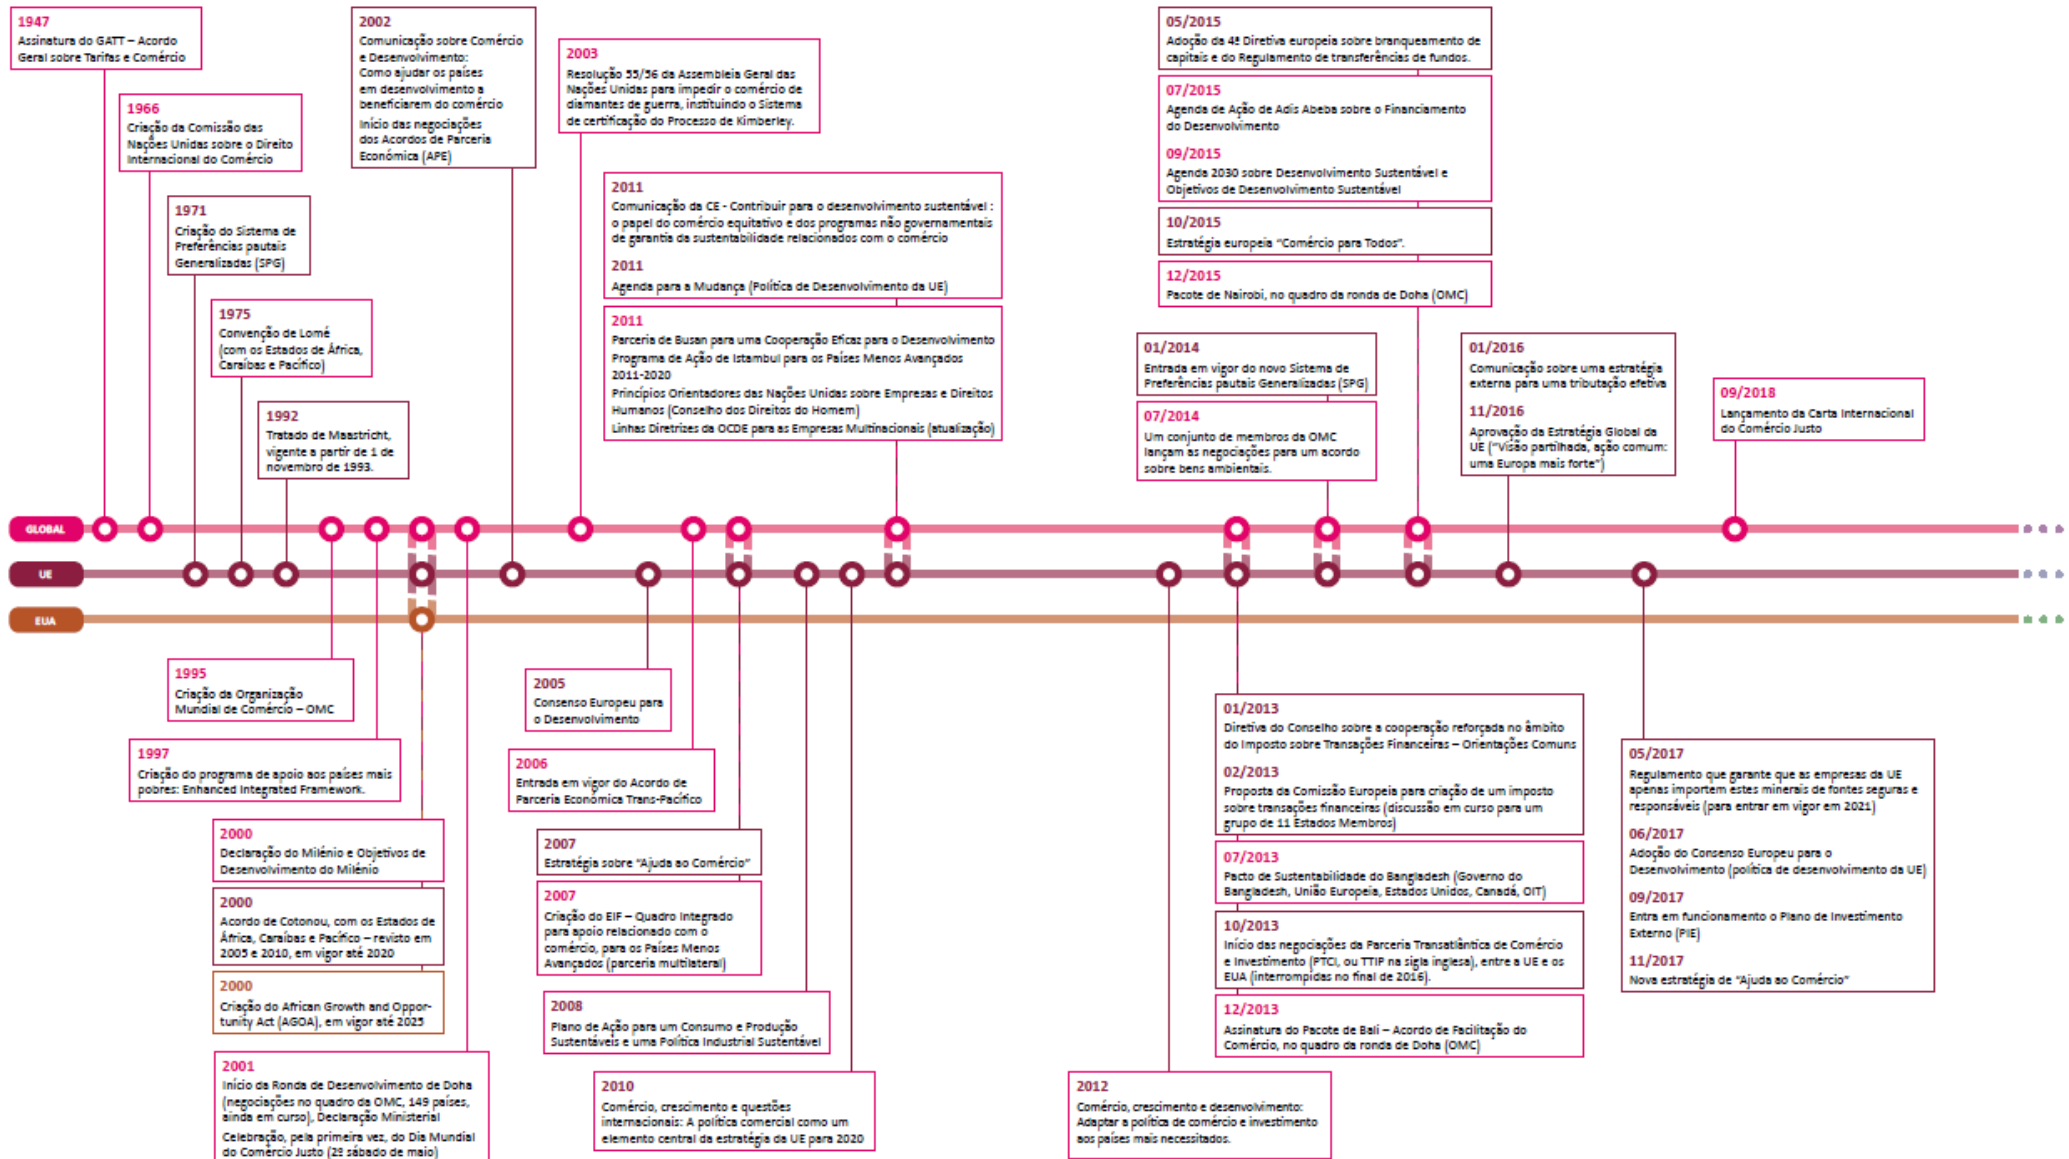 1947
Assinatura do GATT – Acordo
Geral sobre Tarifas e Comércio
1966
Criação da Comissão das
Nações Unidas sobre o Direito
Internacional do Comércio
1971
Criação do Sistema de
Preferências pautais
Generalizadas (SPG)
1975
Convenção de Lomé
(com os Estados de África,
Caraíbas e Pacífico)
1992
Tratado de Maastricht,
vigente a partir de 1 de
novembro de 1993.
2002
Comunicação sobre Comércio
e Desenvolvimento:
Como ajudar os países
em desenvolvimento a
beneficiarem do comércio
Início das negociações
dos Acordos de Parceria
Económica (APE)
2003
Resolução 55/56 da Assembleia Geral das
Nações Unidas para impedir o comércio de
diamantes de guerra, instituindo o Sistema
de certificação do Processo de Kimberley.
2011
Comunicação da CE - Contribuir para o desenvolvimento sustentável :
o papel do comércio equitativo e dos programas não governamentais
de garantia da sustentabilidade relacionados com o comércio
2011
Agenda para a Mudança (Política de Desenvolvimento da UE)
2011
Parceria de Busan para uma Cooperação Eficaz para o Desenvolvimento
Programa de Ação de Istambul para os Países Menos Avançados
2011-2020
Princípios Orientadores das Nações Unidas sobre Empresas e Direitos
Humanos (Conselho dos Direitos do Homem)
Linhas Diretrizes da OCDE para as Empresas Multinacionais (atualização)
05/2015
Adoção da 4ª Diretiva europeia sobre branqueamento de
capitais e do Regulamento de transferências de fundos.
07/2015
Agenda de Ação de Adis Abeba sobre o Financiamento
do Desenvolvimento
09/2015
Agenda 2030 sobre Desenvolvimento Sustentável e
Objetivos de Desenvolvimento Sustentável
10/2015
Estratégia europeia “Comércio para Todos”.
12/2015
Pacote de Nairobi, no quadro da ronda de Doha (OMC)
01/2014
Entrada em vigor do novo Sistema de
Preferências pautais Generalizadas (SPG)
07/2014
Um conjunto de membros da OMC
lançam as negociações para um acordo
sobre bens ambientais.
01/2016
Comunicação sobre uma estratégia
externa para uma tributação efetiva
11/2016
Aprovação da Estratégia Global da
UE (“Visão partilhada, ação comum:
uma Europa mais forte”)
09/2018
Lançamento da Carta Internacional
do Comércio Justo
GLOBAL
UE
EUA
1995
Criação da Organização
Mundial de Comércio – OMC
1997
Criação do programa de apoio aos países mais
pobres: Enhanced Integrated Framework.
2000
Declaração do Milénio e Objetivos de
Desenvolvimento do Milénio
2000
Acordo de Cotonou, com os Estados de
África, Caraíbas e Pacífico – revisto em
2005 e 2010, em vigor até 2020
2000
Criação do African Growth and Oppor-
tunity Act (AGOA), em vigor até 2025
2001
Início da Ronda de Desenvolvimento de Doha
(negociações no quadro da OMC, 149 países,
ainda em curso), Declaração Ministerial
Celebração, pela primeira vez, do Dia Mundial
do Comércio Justo (2º sábado de maio)
2005
Consenso Europeu para
o Desenvolvimento
2006
Entrada em vigor do Acordo de
Parceria Económica Trans-Pacífico
2007
Estratégia sobre “Ajuda ao Comércio”
2007
Criação do EIF – Quadro Integrado
para apoio relacionado com o
comércio, para os Países Menos
Avançados (parceria multilateral)
2008
Plano de Ação para um Consumo e Produção
Sustentáveis e uma Política Industrial Sustentável
2010
Comércio, crescimento e questões
internacionais: A política comercial como um
elemento central da estratégia da UE para 2020
2012
Comércio, crescimento e desenvolvimento:
Adaptar a política de comércio e investimento
aos países mais necessitados.
01/2013
Diretiva do Conselho sobre a cooperação reforçada no âmbito
do Imposto sobre Transações Financeiras – Orientações Comuns
02/2013
Proposta da Comissão Europeia para criação de um imposto
sobre transações financeiras (discussão em curso para um
grupo de 11 Estados Membros)
07/2013
Pacto de Sustentabilidade do Bangladesh (Governo do
Bangladesh, União Europeia, Estados Unidos, Canadá, OIT)
10/2013
Início das negociações da Parceria Transatlântica de Comércio
e Investimento (PTCI, ou TTIP na sigla inglesa), entre a UE e os
EUA (interrompidas no final de 2016).
12/2013
Assinatura do Pacote de Bali – Acordo de Facilitação do
Comércio, no quadro da ronda de Doha (OMC)
05/2017
Regulamento que garante que as empresas da UE
apenas importem estes minerais de fontes seguras e
responsáveis (para entrar em vigor em 2021)
06/2017
Adoção do Consenso Europeu para o
Desenvolvimento (política de desenvolvimento da UE)
09/2017
Entra em funcionamento o Plano de Investimento
Externo (PIE)
11/2017
Nova estratégia de “Ajuda ao Comércio”